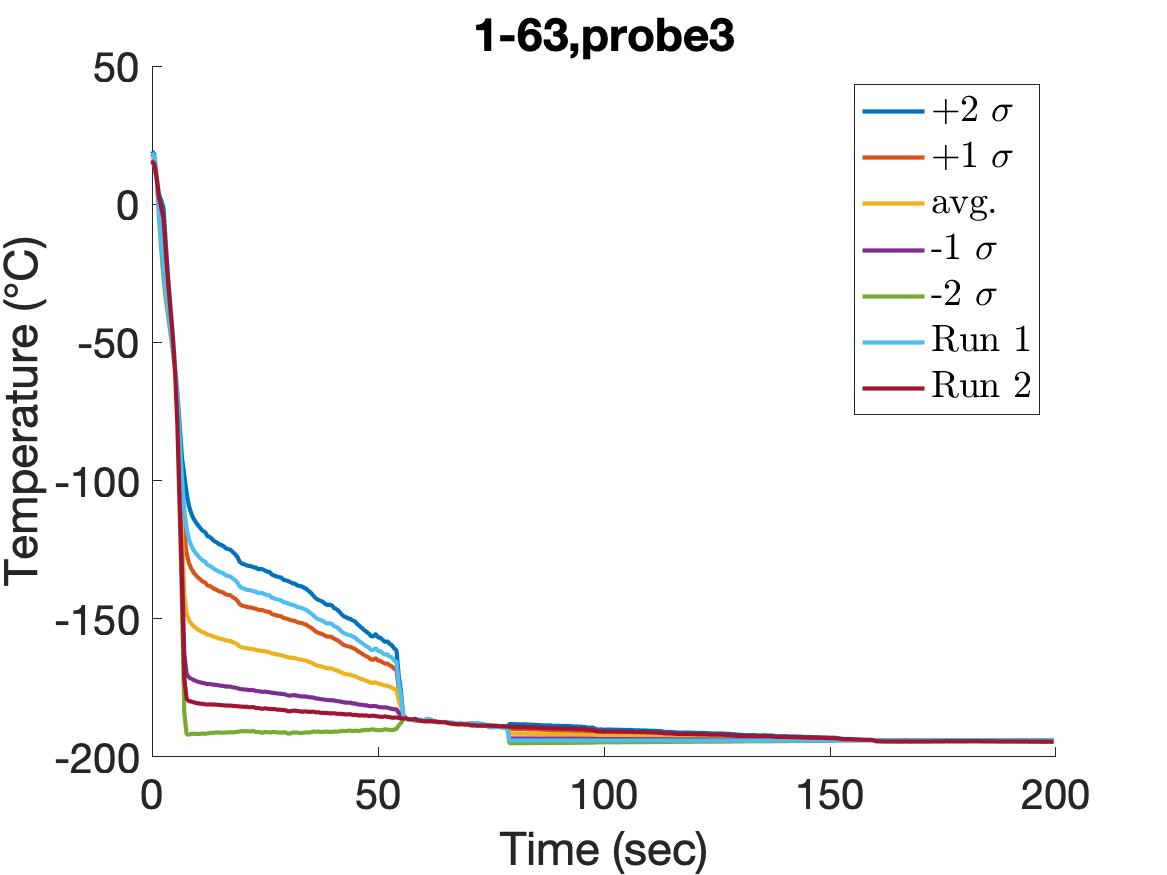 1-63,probe3
50
0
-50
-100
-150
-200
Temperature (°C)
0
50
100
150
200
Time (sec)
+2 σ
+1 σ
avg.
-1 σ
-2 σ
Run 1
Run 2